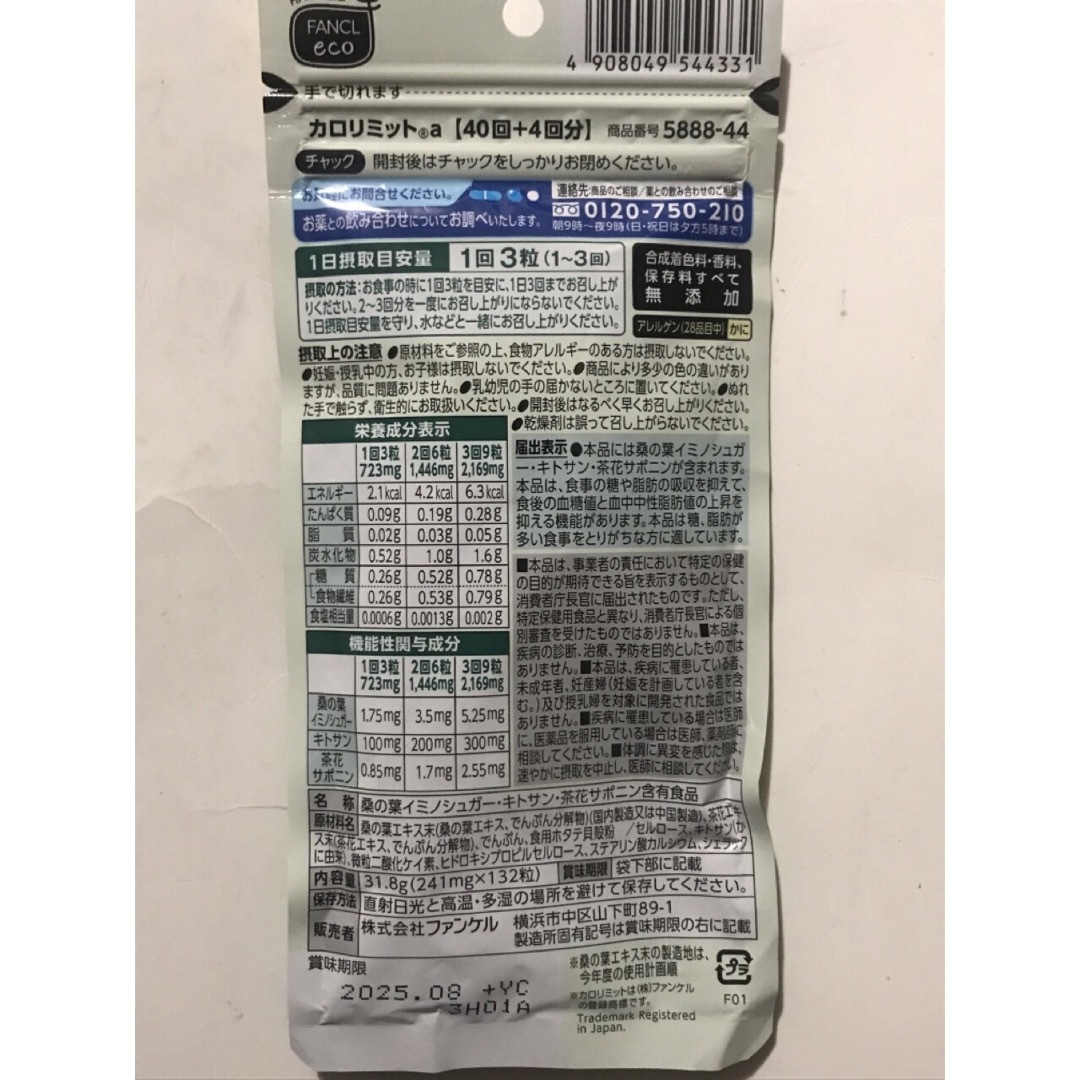 FANCL
eco
4 908049 544331
手で切れます
カロリミット®a【40回+4回分】 商品番号 5888-44
チャック 開封後はチャックをしっかりお閉めください。
お気軽にお問合せください。
お薬との飲み合わせについてお調べいたします。
連絡先:商品のご相談/薬との飲み合わせのご相談
0120-750-210
朝9時~夜9時(日・祝日は夕方5時まで)
1日摂取目安量 1回3粒(1~3回)
摂取の方法:お食事の時に1回3粒を目安に、1日3回までお召し上が
りください。2~3回分を一度にお召し上がりにならないでください。
1日摂取目安量を守り、水などと一緒にお召し上がりください。
合成着色料・香料、
保存料すべて
無添加
アレルゲン(28品目中) かに
摂取上の注意 ●原材料をご参照の上、食物アレルギーのある方は摂取しないでください。
●妊娠・授乳中の方、お子様は摂取しないでください。●商品により多少の色の違いがあり
ますが、品質に問題ありません。●乳幼児の手の届かないところに置いてください。●ぬれ
た手で触らず、衛生的にお取扱いください。●開封後はなるべく早くお召し上がりください。
●乾燥剤は誤って召し上がらないでください。
栄養成分表示
1回3粒 2回6粒 3回9粒
723mg 1,446mg 2,169mg
エネルギー 2.1kcal 4.2kcal 6.3kcal
たんぱく質 0.09g 0.19g 0.28g
脂質 0.02g 0.03g 0.05g
炭水化物 0.52g 1.0g 1.6g
糖質 0.26g 0.52g 0.78g
食物繊維 0.26g 0.53g 0.79g
食塩相当量 0.0006g 0.0013g 0.002g
機能性関与成分
1回3粒 2回6粒 3回9粒
723mg 1,446mg 2,169mg
桑の葉
イミノシュガー 1.75mg 3.5mg 5.25mg
キトサン 100mg 200mg 300mg
茶花
サポニン 0.85mg 1.7mg 2.55mg
届出表示 ●本品には桑の葉イミノシュガ
ー・キトサン・茶花サポニンが含まれます。
本品は、食事の糖や脂肪の吸収を抑えて、
食後の血糖値と血中中性脂肪値の上昇を
抑える機能があります。本品は糖、脂肪が
多い食事をとりがちな方に適しています。
■本品は、事業者の責任において特定の保健
の目的が期待できる旨を表示するものとして、
消費者庁長官に届出されたものです。ただし、
特定保健用食品と異なり、消費者庁長官による個
別審査を受けたものではありません。■本品は、
疾病の診断、治療、予防を目的としたものでは
ありません。■本品は、疾病に罹患している者、
未成年者、妊産婦(妊娠を計画している者を含
む。)及び授乳婦を対象に開発された食品では
ありません。■疾病に罹患している場合は医師
に、医薬品を服用している場合は医師、薬剤師に
相談してください。■体調に異変を感じた際は、
速やかに摂取を中止し、医師に相談してください。
名称 桑の葉イミノシュガー・キトサン・茶花サポニン含有食品
原材料名 桑の葉エキス末(桑の葉エキス、でんぷん分解物)(国内製造又は中国製造)、茶花エキ
ス末(茶花エキス、でんぷん分解物)、でんぷん、食用ホタテ貝殻粉 /セルロース、キトサン(か
に由来)、微粒二酸化ケイ素、ヒドロキシプロピルセルロース、ステアリン酸カルシウム、シェラック
内容量 31.8g(241mg×132粒) 賞味期限 袋下部に記載
保存方法 直射日光と高温・多湿の場所を避けて保存してください。
販売者 株式会社ファンケル 横浜市中区山下町89-1
製造所固有記号は賞味期限の右に記載
賞味期限
2025.08 +YC
3H01A
※桑の葉エキス末の製造地は、
今年度の使用計画順
※カロリミットは(株)ファンケル
の登録商標です。
Trademark Registered
in Japan.
プラ
F01